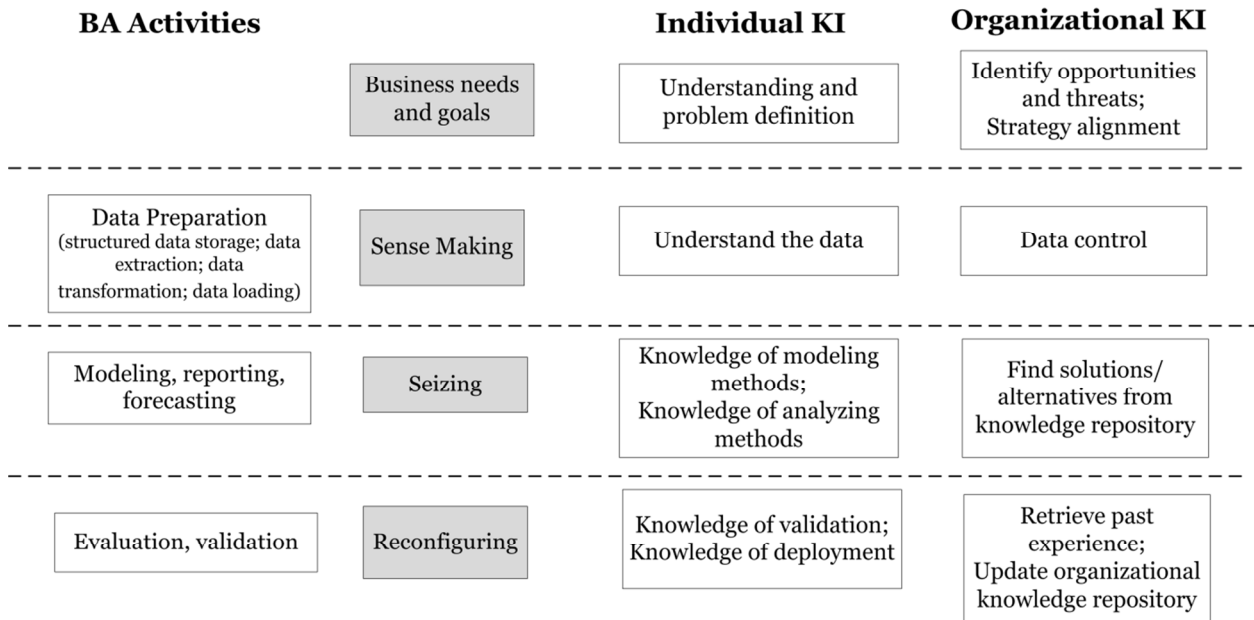 BA Activities
Individual KI
Organizational KI
Business needs
and goals
Understanding and
problem definition
Identify opportunities
and threats;
Strategy alignment
Data Preparation
(structured data storage; data
extraction; data
transformation; data loading)
Sense Making
Understand the data
Data control
Modeling, reporting,
forecasting
Seizing
Knowledge of modeling
methods;
Knowledge of analyzing
methods
Find solutions/
alternatives from
knowledge repository
Evaluation, validation
Reconfiguring
Knowledge of validation;
Knowledge of deployment
Retrieve past
experience;
Update organizational
knowledge repository